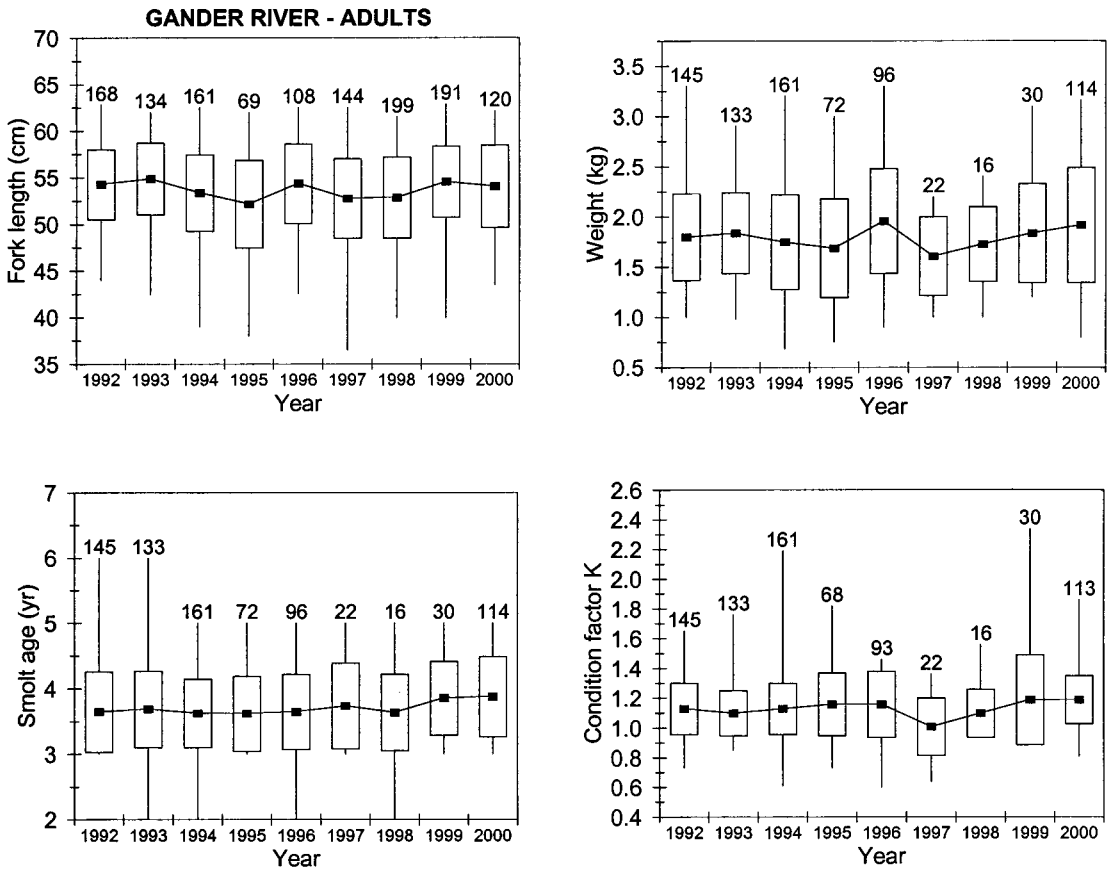 GANDER RIVER - ADULTS
70
65
60
55
50
45
40
35
Fork length (cm)
168 134 161 69 108 144 199 191 120
1992 1993 1994 1995 1996 1997 1998 1999 2000
Year
3.5
3.0
2.5
2.0
1.5
1.0
0.5
Weight (kg)
145 133 161 72 96 22 16 30 114
1992 1993 1994 1995 1996 1997 1998 1999 2000
Year
7
6
5
4
3
2
Smolt age (yr)
145 133 161 72 96 22 16 30 114
1992 1993 1994 1995 1996 1997 1998 1999 2000
Year
2.6
2.4
2.2
2.0
1.8
1.6
1.4
1.2
1.0
0.8
0.6
0.4
Condition factor K
145 133 161 68 93 22 16 30 113
1992 1993 1994 1995 1996 1997 1998 1999 2000
Year